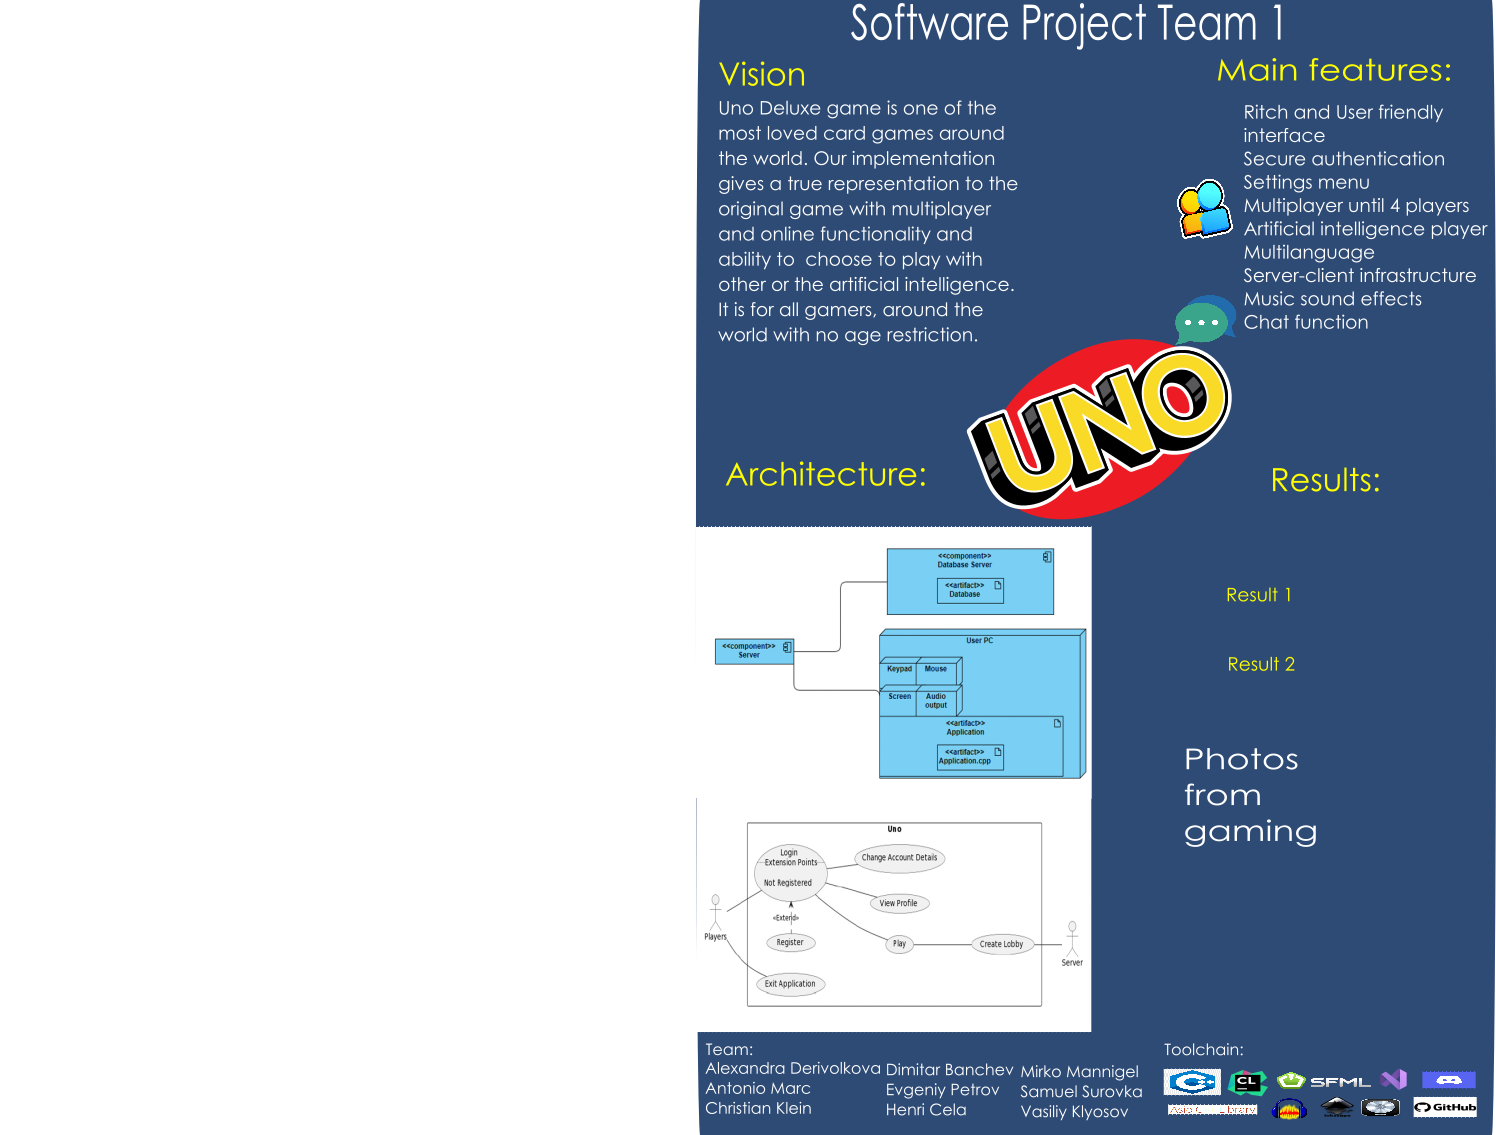 Software Project Team 1
Vision
Uno Deluxe game is one of the
most loved card games around
the world. Our implementation
gives a true representation to the
original game with multiplayer
and online functionality and
ability to  choose to play with
other or the artificial intelligence.
It is for all gamers, around the
world with no age restriction.
Main features:
Ritch and User friendly
interface
Secure authentication
Settings menu
Multiplayer until 4 players
Artificial intelligence player
Multilanguage
Server-client infrastructure
Music sound effects
Chat function
UNO
Architecture:
<<component>>
Database Server
<<artifact>>
Database
<<component>>
Server
User PC
Keypad
Mouse
Screen
Audio
output
<<artifact>>
Application
<<artifact>>
Application.cpp
Uno
Login
Extension Points
Not Registered
Change Account Details
View Profile
«Extend»
Players
Register
Play
Create Lobby
Server
Exit Application
Results:
Result 1
Result 2
Photos
from
gaming
Team:
Alexandra Derivolkova
Antonio Marc
Christian Klein
Dimitar Banchev
Evgeniy Petrov
Henri Cela
Mirko Mannigel
Samuel Surovka
Vasiliy Klyosov
Toolchain:
CL
SFML
Library
GitHub